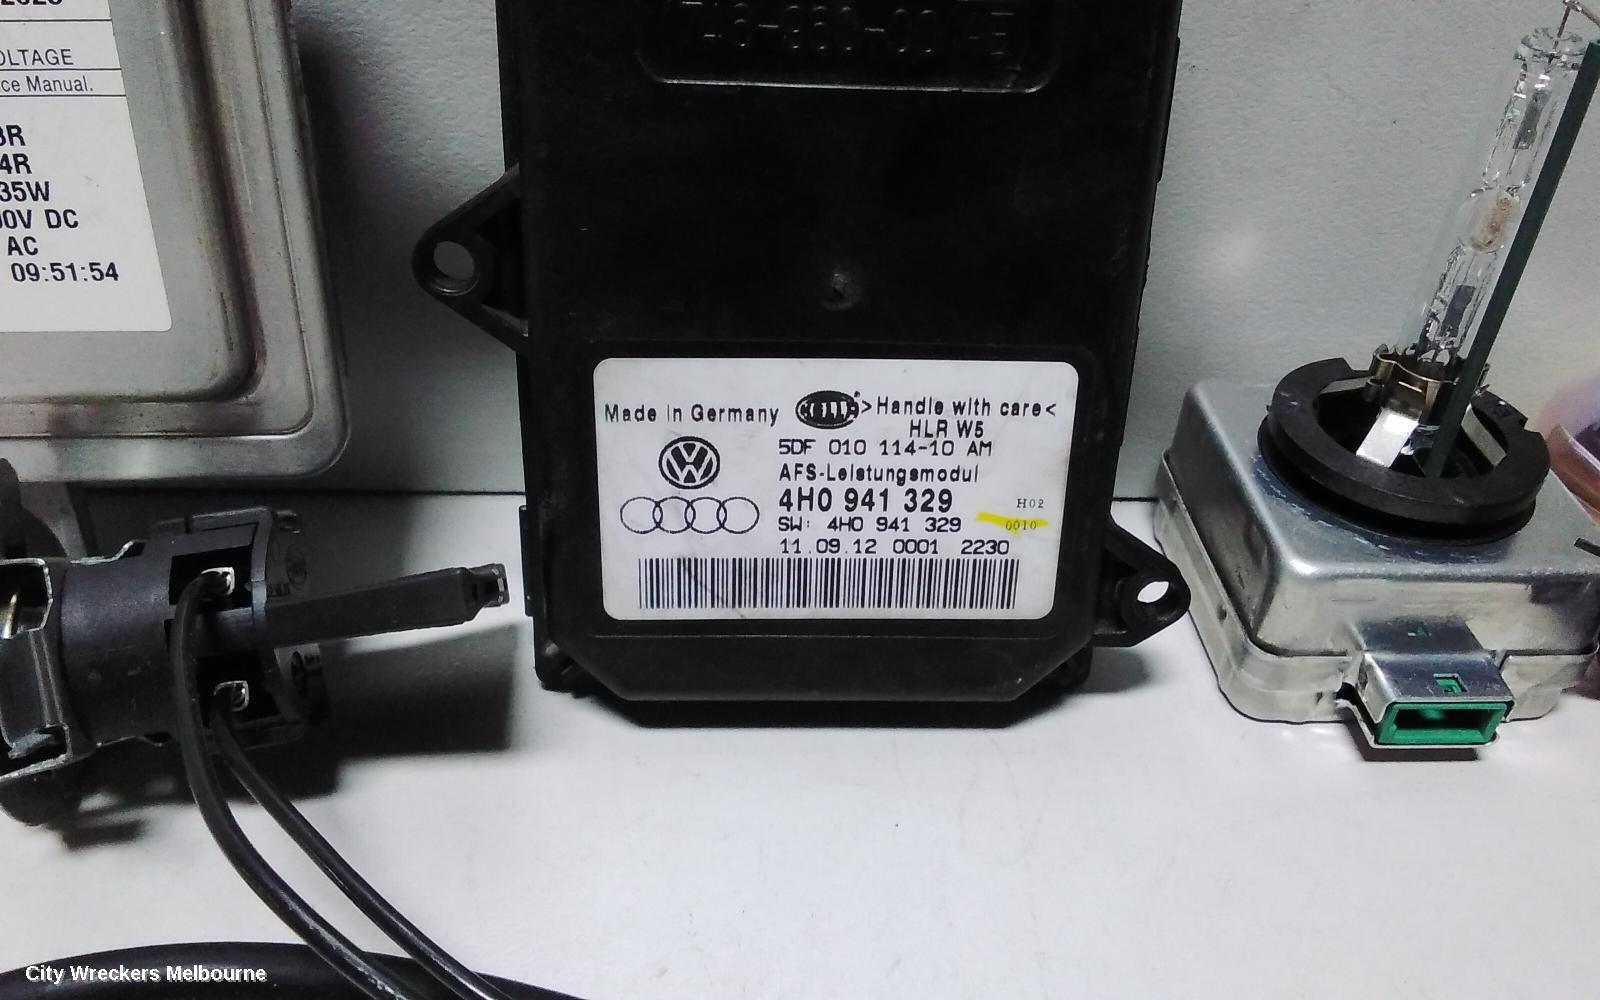 OLTAGE
ce Manual.
3R
4R
35W
0V DC
AC
09:51:54
Made in Germany
HELLA
>Handle with care<
HLR W5
5DF 010 114-10 AM
AFS-Leistungsmodul
4H0 941 329 H02
SW: 4H0 941 329 0010
11.09.12 0001 2230
City Wreckers Melbourne